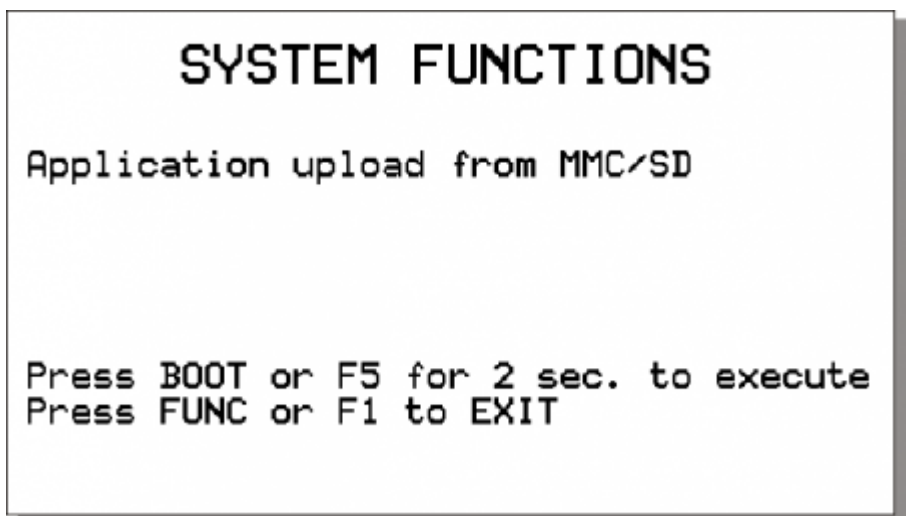 SYSTEM FUNCTIONS
Application upload from MMC/SD
Press BOOT or F5 for 2 sec. to execute
Press FUNC or F1 to EXIT